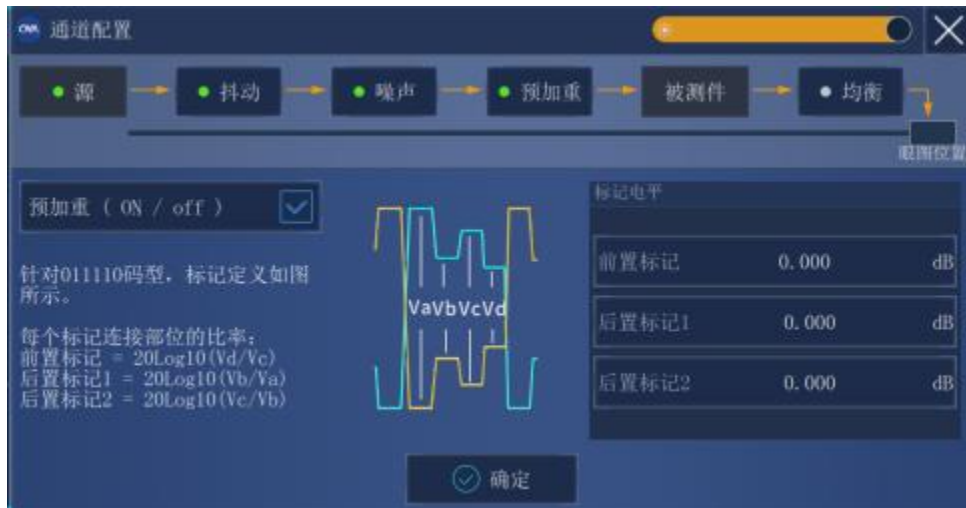 通道配置
源
抖动
噪声
预加重
被测件
均衡
眼图位置
预加重 ( ON / off )
针对011110码型，标记定义如图
所示。
每个标记连接部位的比率:
前置标记 = 20Log10(Vd/Vc)
后置标记1 = 20Log10(Vb/Va)
后置标记2 = 20Log10(Vc/Vb)
VaVbVcVd
标记电平
前置标记 0.000 dB
后置标记1 0.000 dB
后置标记2 0.000 dB
确定